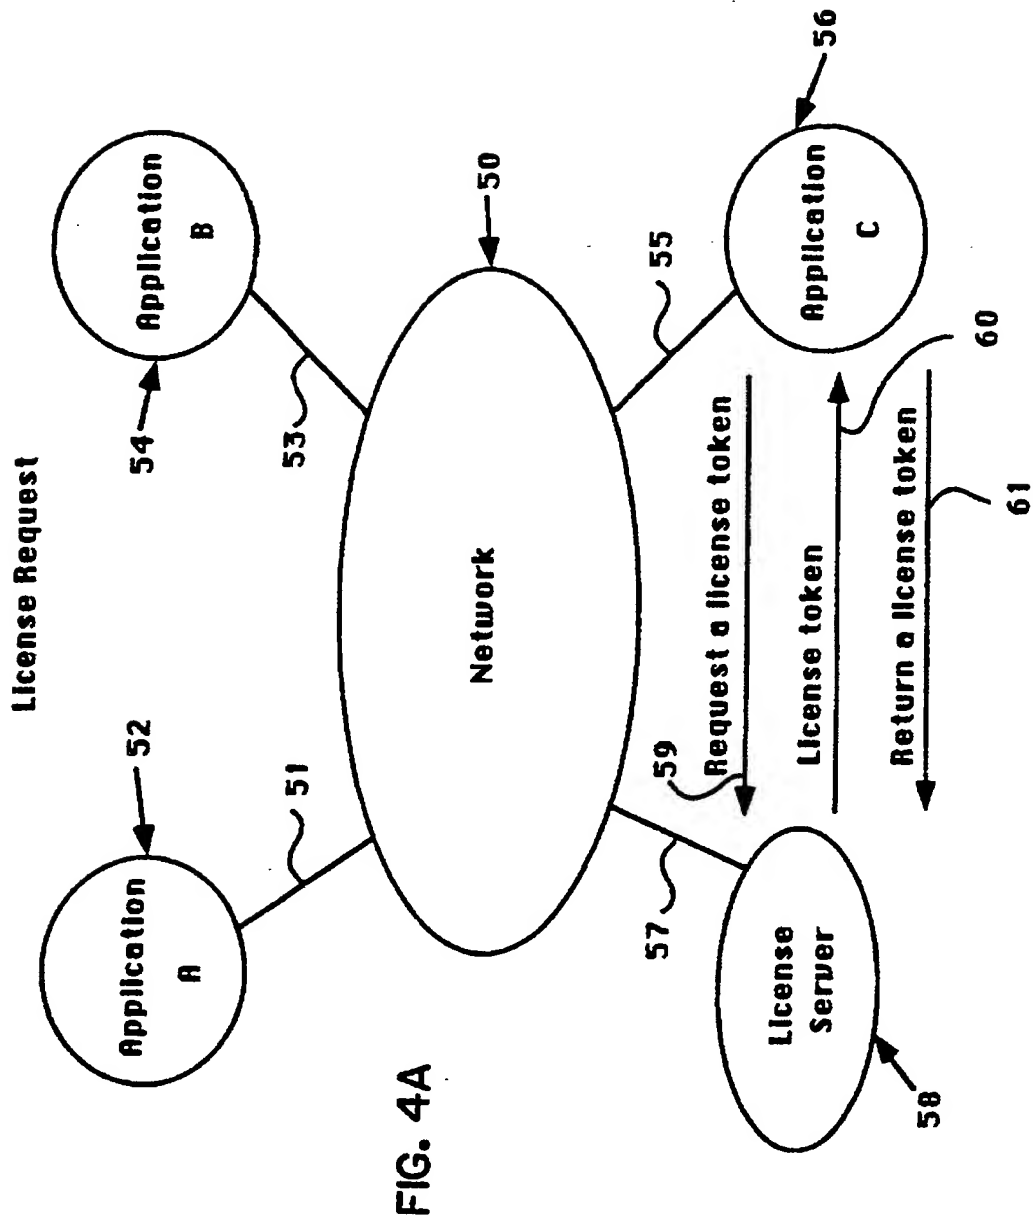 License Request
52
Application
A
51
54
Application
B
53
Network
50
57
License
Server
58
55
Application
C
56
59
Request a license token
License token
60
Return a license token
61
FIG. 4A